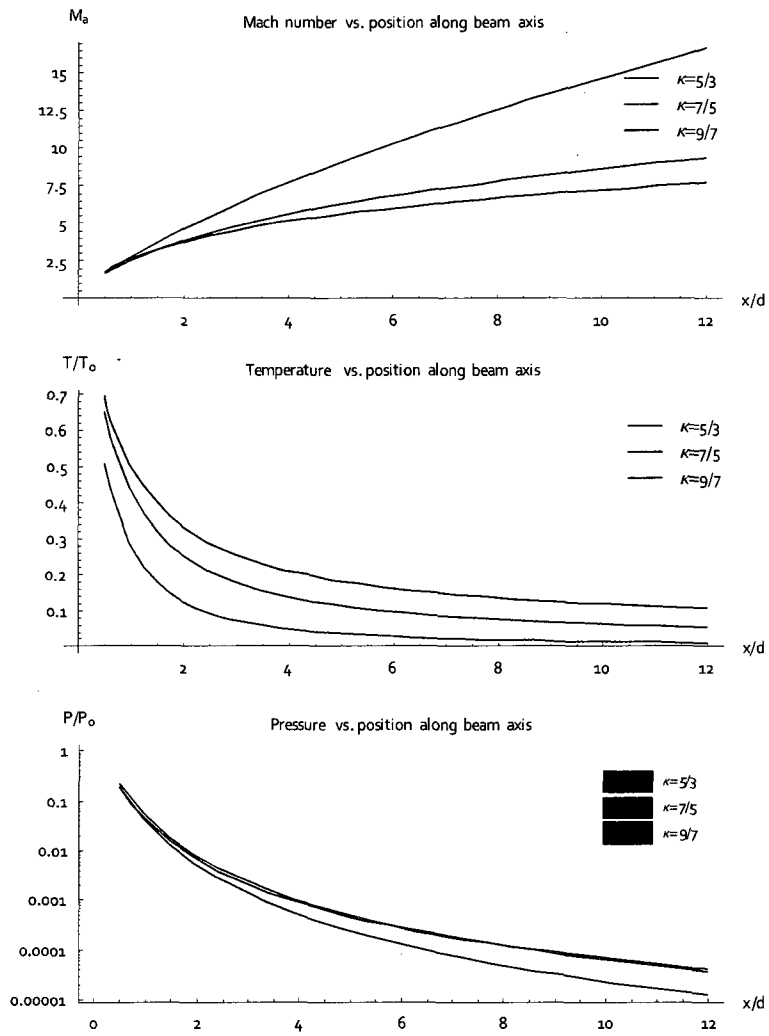 Mach number vs. position along beam axis
Ma
15
12.5
10
7.5
5
2.5
κ=5/3
κ=7/5
κ=9/7
2 4 6 8 10 12
x/d
Temperature vs. position along beam axis
T/To
0.7
0.6
0.5
0.4
0.3
0.2
0.1
κ=5/3
κ=7/5
κ=9/7
2 4 6 8 10 12
x/d
Pressure vs. position along beam axis
P/Po
1
0.1
0.01
0.001
0.0001
0.00001
κ=5/3
κ=7/5
κ=9/7
0 2 4 6 8 10 12
x/d